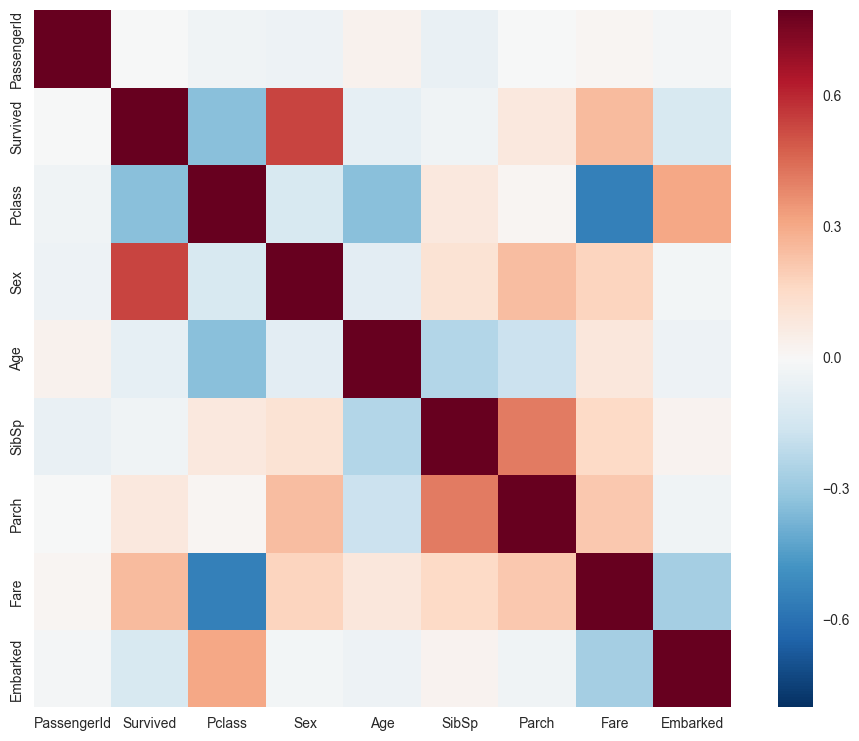 PassengerId
Survived
Pclass
Sex
Age
SibSp
Parch
Fare
Embarked
PassengerId Survived Pclass Sex Age SibSp Parch Fare Embarked
0.6
0.3
0.0
−0.3
−0.6